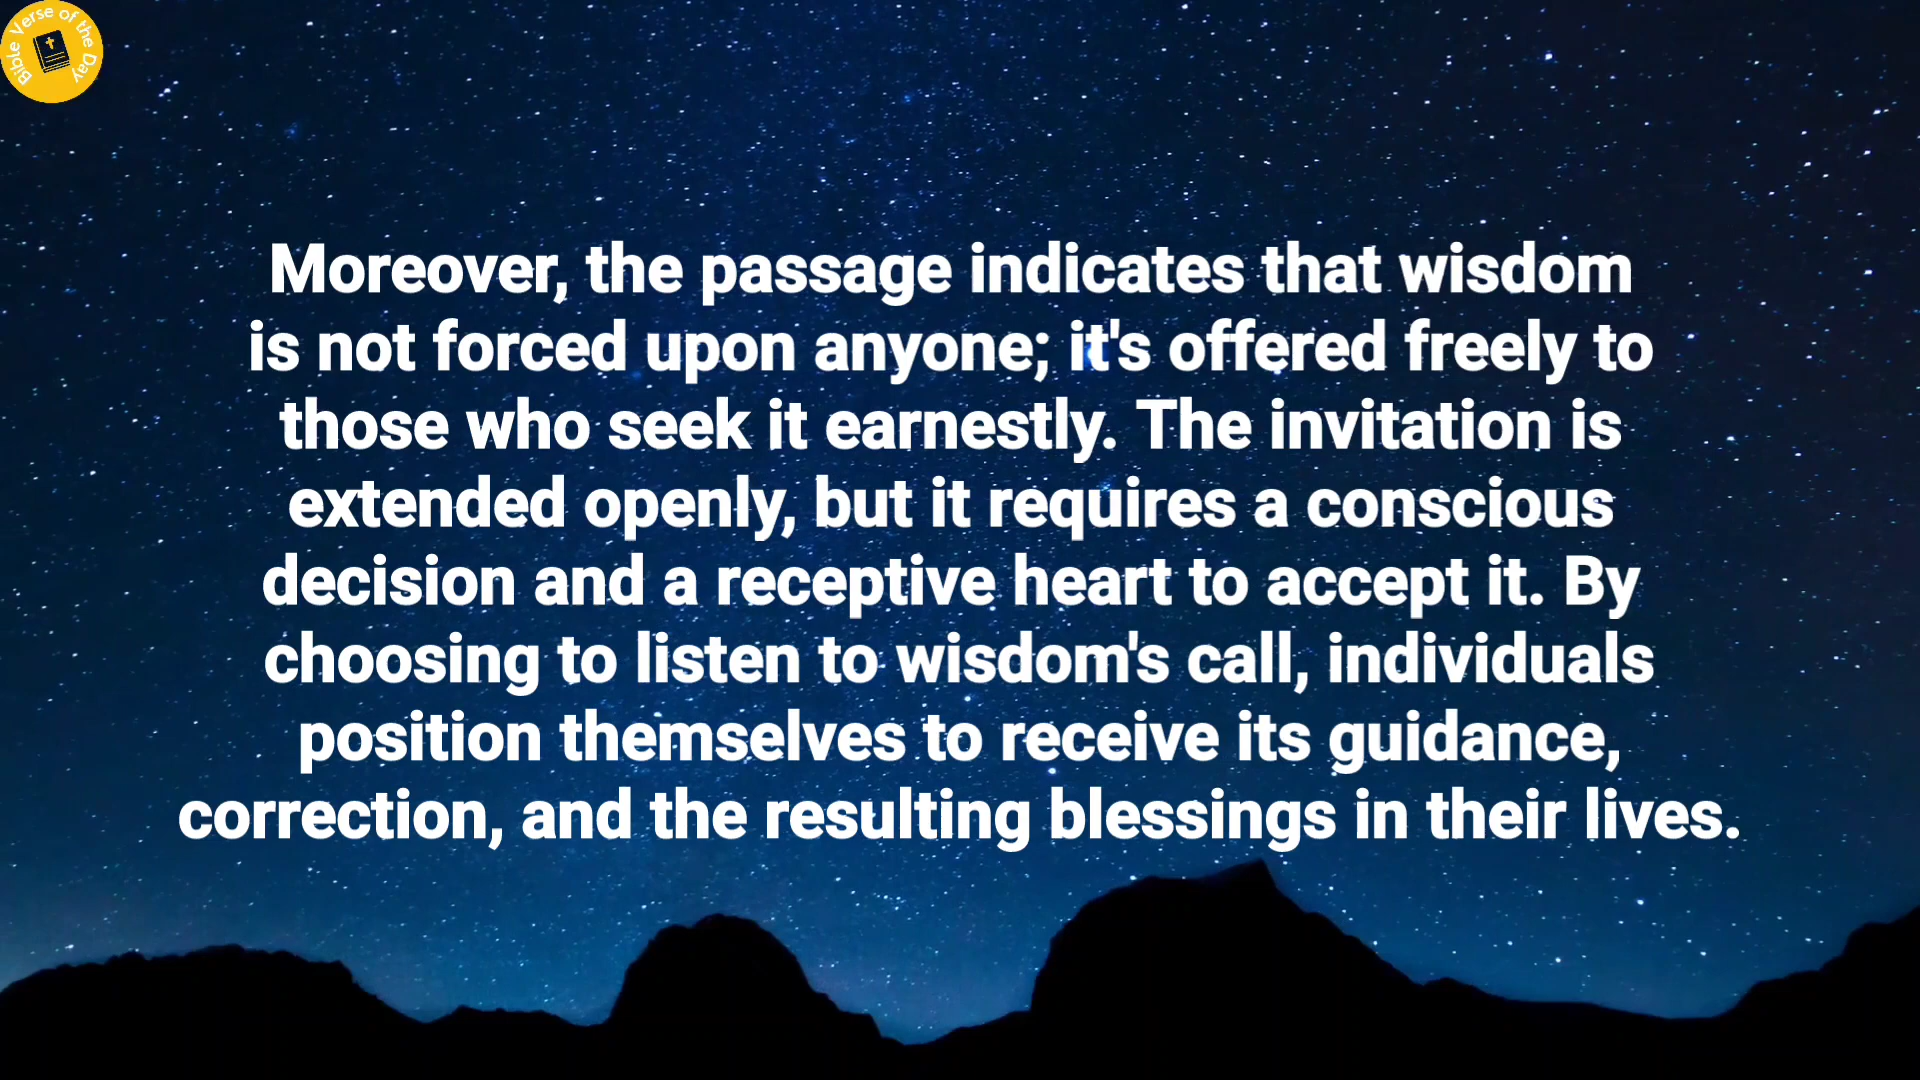 Bible Verse of the Day
Moreover, the passage indicates that wisdom
is not forced upon anyone; it's offered freely to
those who seek it earnestly. The invitation is
extended openly, but it requires a conscious
decision and a receptive heart to accept it. By
choosing to listen to wisdom's call, individuals
position themselves to receive its guidance,
correction, and the resulting blessings in their lives.